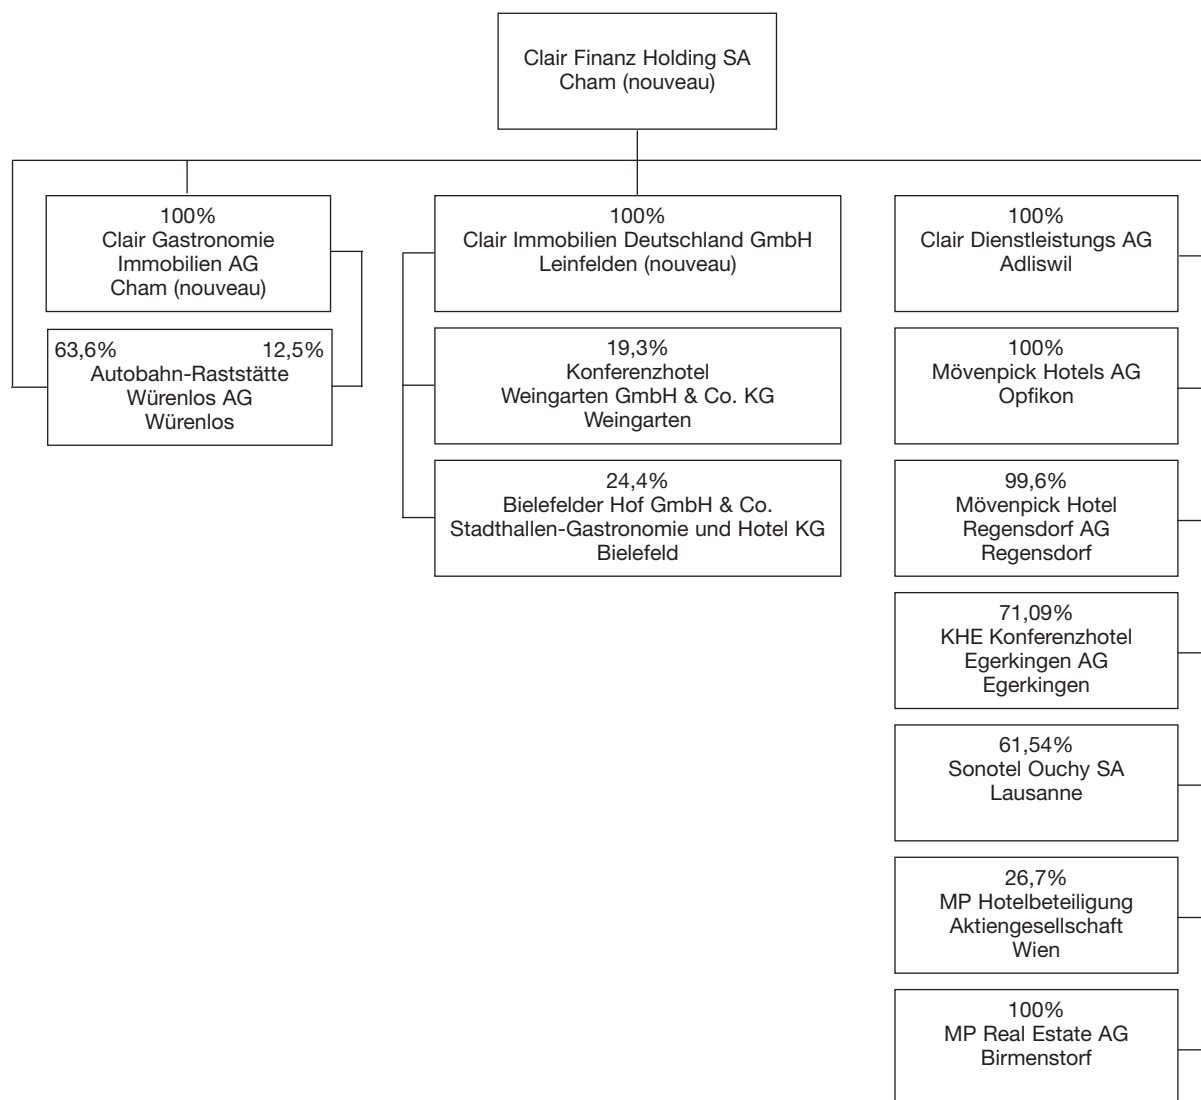 Clair Finanz Holding SA
Cham (nouveau)
100%
Clair Gastronomie
Immobilien AG
Cham (nouveau)
63,6% 12,5%
Autobahn-Raststätte
Würenlos AG
Würenlos
100%
Clair Immobilien Deutschland GmbH
Leinfelden (nouveau)
19,3%
Konferenzhotel
Weingarten GmbH & Co. KG
Weingarten
24,4%
Bielefelder Hof GmbH & Co.
Stadthallen-Gastronomie und Hotel KG
Bielefeld
100%
Clair Dienstleistungs AG
Adliswil
100%
Mövenpick Hotels AG
Opfikon
99,6%
Mövenpick Hotel
Regensdorf AG
Regensdorf
71,09%
KHE Konferenzhotel
Egerkingen AG
Egerkingen
61,54%
Sonotel Ouchy SA
Lausanne
26,7%
MP Hotelbeteiligung
Aktiengesellschaft
Wien
100%
MP Real Estate AG
Birmenstorf